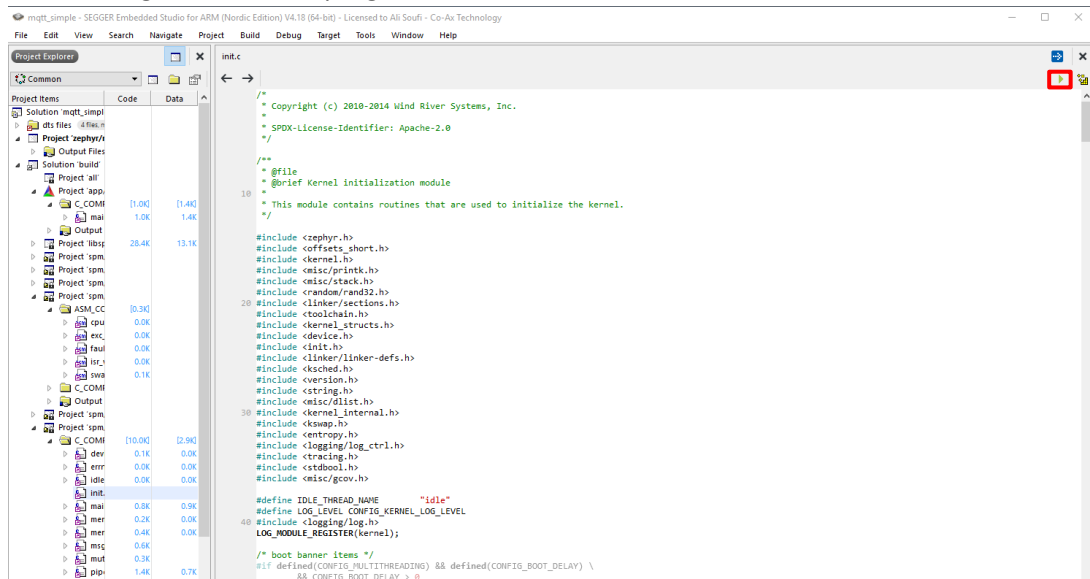 mqtt_simple - SEGGER Embedded Studio for ARM (Nordic Edition) V4.18 (64-bit) - Licensed to Ali Soufi - Co-Ax Technology
File Edit View Search Navigate Project Build Debug Target Tools Window Help
Project Explorer
init.c
Common
Project Items Code Data
Solution 'mqtt_simpl
dts files 4 files, n
Project 'zephyr/r
Output Files
Solution 'build'
Project 'all'
Project 'app/
C_COMF [1.0K] [1.4K]
mai 1.0K 1.4K
Output
Project 'libsp 28.4K 13.1K
Project 'spm,
Project 'spm,
Project 'spm,
Project 'spm,
ASM_CC [0.3K]
cpu 0.0K
exc_ 0.0K
faul 0.0K
isr_ 0.0K
swa 0.1K
C_COMF
Output
Project 'spm,
Project 'spm,
C_COMF [10.0K] [2.9K]
dev 0.1K 0.0K
errr 0.0K 0.0K
idle 0.0K 0.0K
init.
mai 0.8K 0.9K
mer 0.2K 0.0K
mer 0.4K 0.0K
msg 0.6K
mut 0.3K
pip 1.4K 0.7K
/*
* Copyright (c) 2010-2014 Wind River Systems, Inc.
*
* SPDX-License-Identifier: Apache-2.0
*/
/**
* @file
* @brief Kernel initialization module
10 *
* This module contains routines that are used to initialize the kernel.
*/
#include <zephyr.h>
#include <offsets_short.h>
#include <kernel.h>
#include <misc/printk.h>
#include <misc/stack.h>
#include <random/rand32.h>
20 #include <linker/sections.h>
#include <toolchain.h>
#include <kernel_structs.h>
#include <device.h>
#include <init.h>
#include <linker/linker-defs.h>
#include <ksched.h>
#include <version.h>
#include <string.h>
#include <misc/dlist.h>
30 #include <kernel_internal.h>
#include <kswap.h>
#include <entropy.h>
#include <logging/log_ctrl.h>
#include <tracing.h>
#include <stdbool.h>
#include <misc/gcov.h>
#define IDLE_THREAD_NAME "idle"
#define LOG_LEVEL CONFIG_KERNEL_LOG_LEVEL
40 #include <logging/log.h>
LOG_MODULE_REGISTER(kernel);
/* boot banner items */
#if defined(CONFIG_MULTITHREADING) && defined(CONFIG_BOOT_DELAY) \
&& CONFIG_BOOT_DELAY > 0